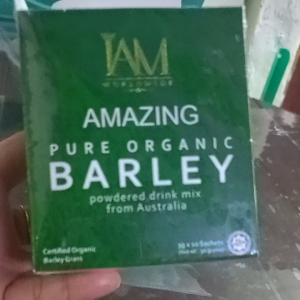 IAM
WORLDWIDE
AMAZING
PURE ORGANIC
BARLEY
powdered drink mix
from Australia
Certified Organic
Barley Grass